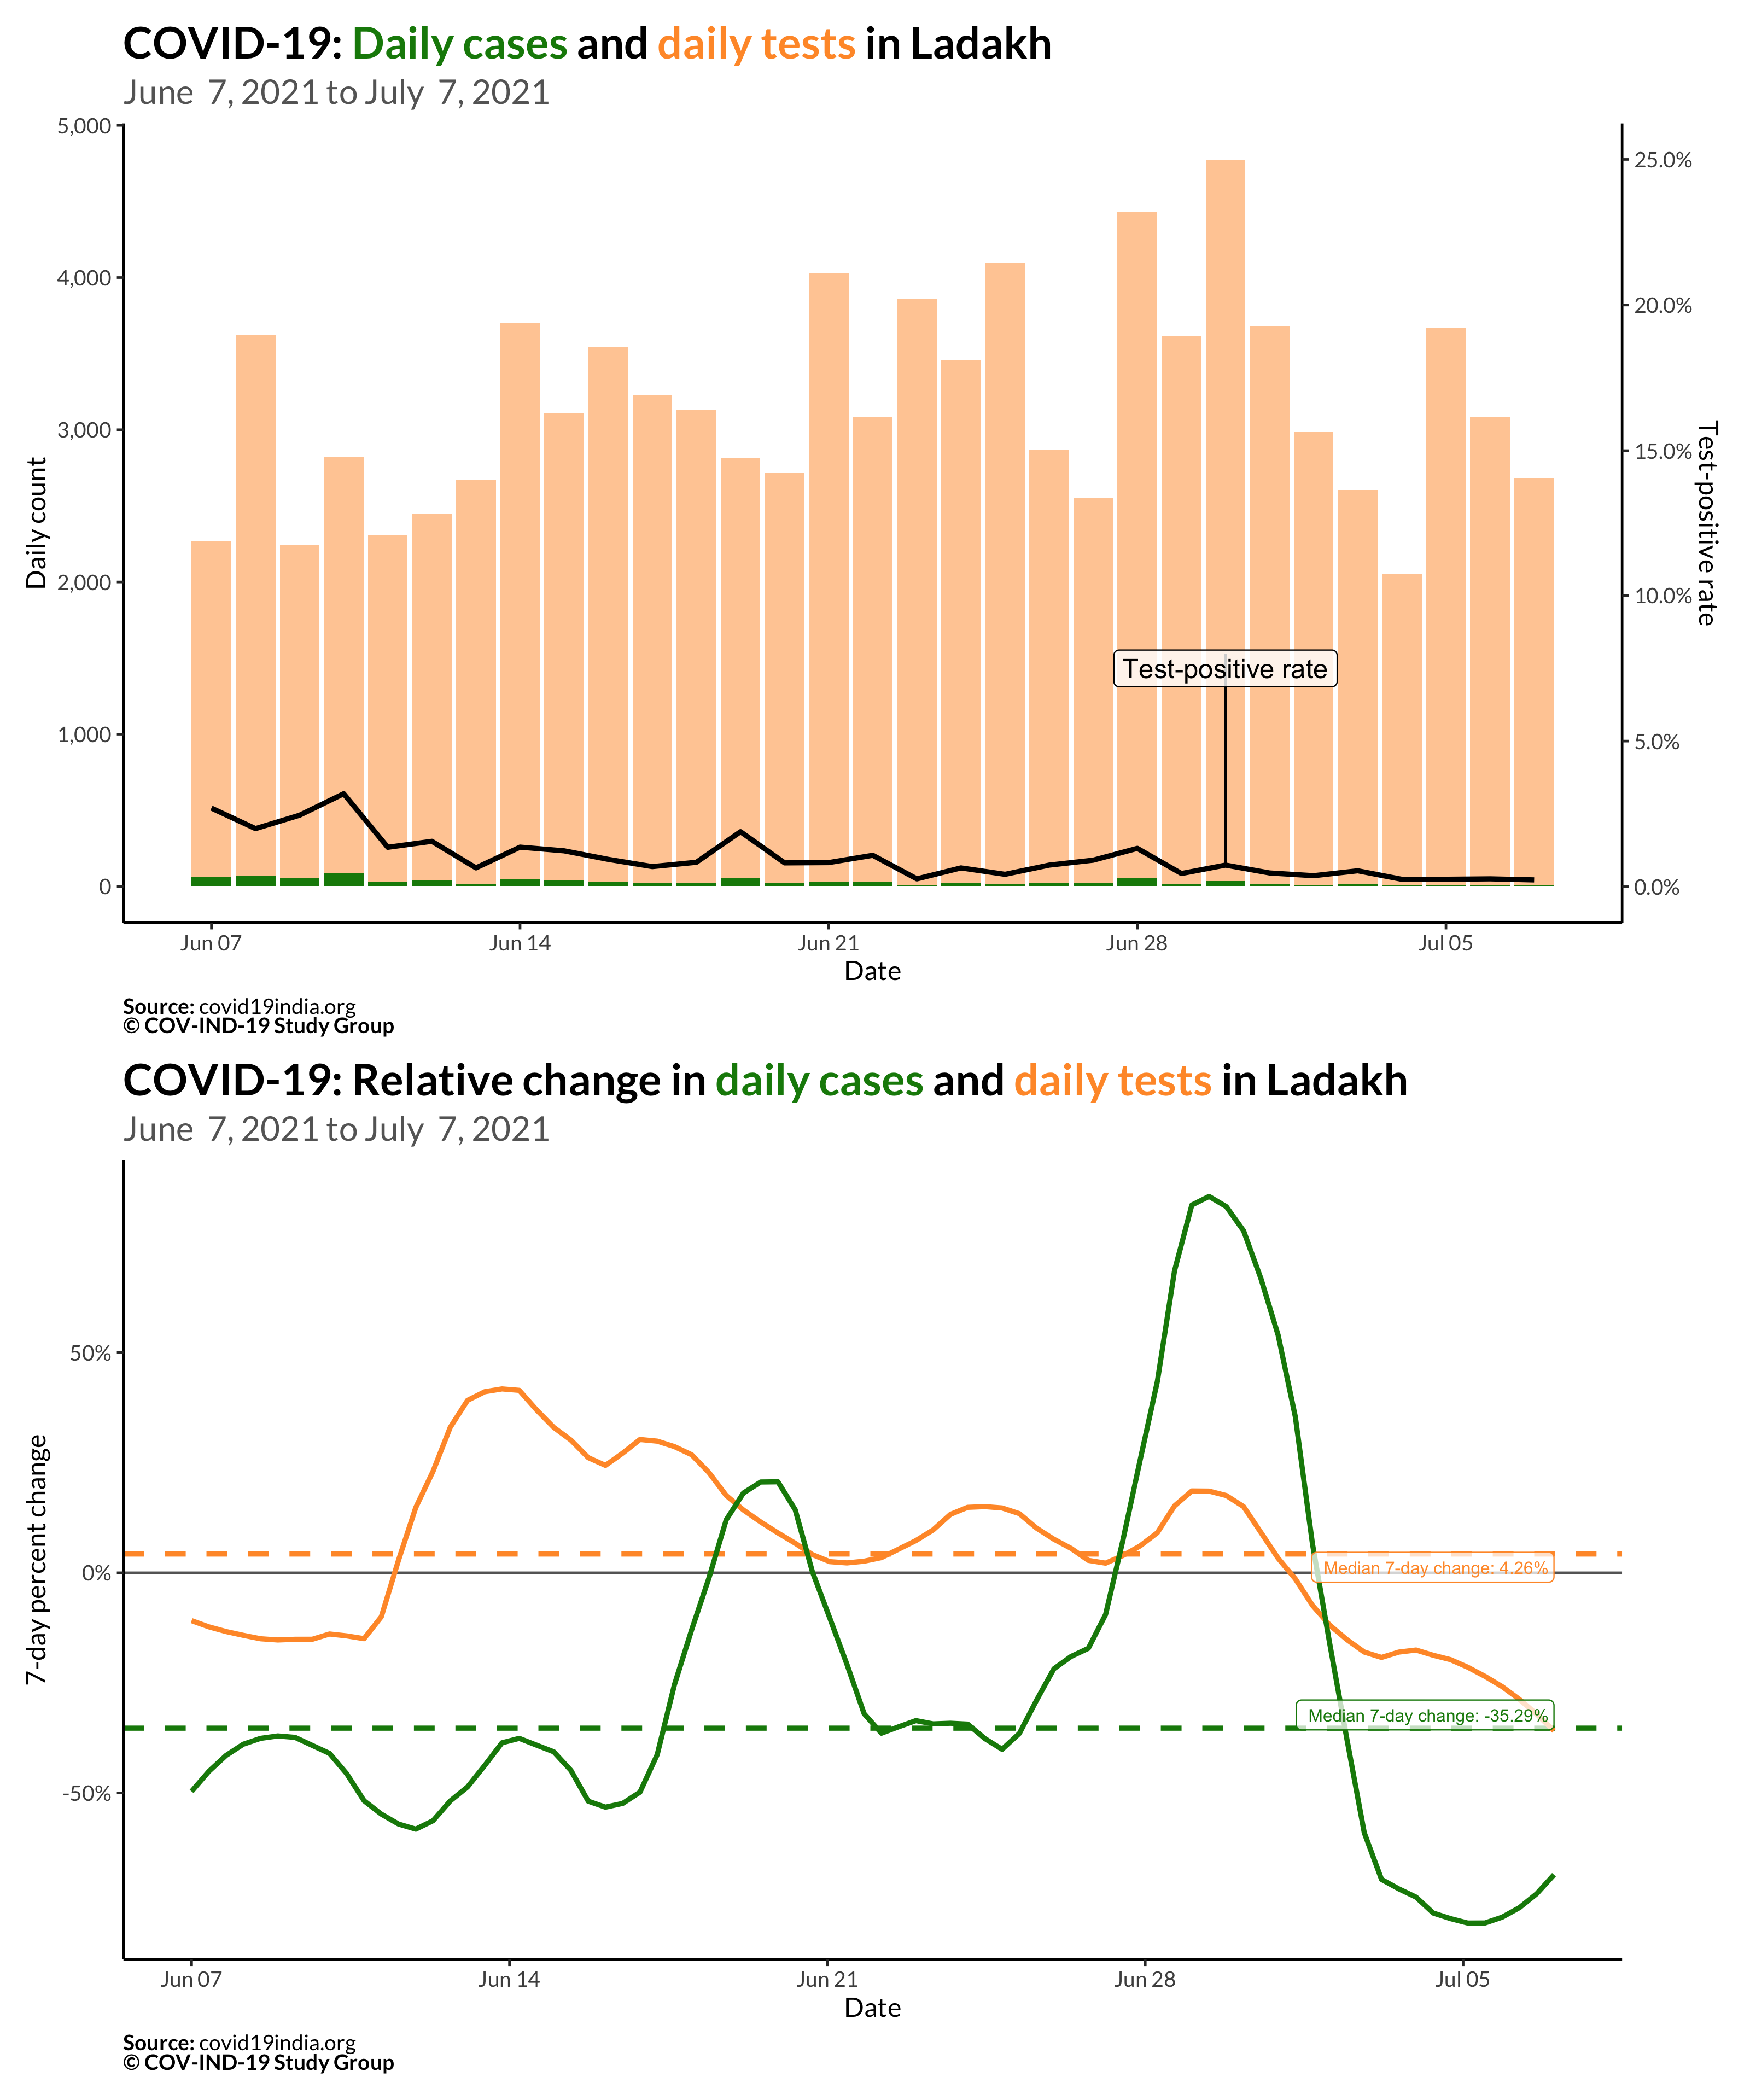 COVID-19: Daily cases and daily tests in Ladakh
June  7, 2021 to July  7, 2021
5,000
4,000
3,000
2,000
1,000
0
Daily count
25.0%
20.0%
15.0%
10.0%
5.0%
0.0%
Test-positive rate
Test-positive rate
Jun 07 Jun 14 Jun 21 Jun 28 Jul 05
Date
Source: covid19india.org
© COV-IND-19 Study Group
COVID-19: Relative change in daily cases and daily tests in Ladakh
June  7, 2021 to July  7, 2021
50%
0%
-50%
7-day percent change
Median 7-day change: 4.26%
Median 7-day change: -35.29%
Jun 07 Jun 14 Jun 21 Jun 28 Jul 05
Date
Source: covid19india.org
© COV-IND-19 Study Group